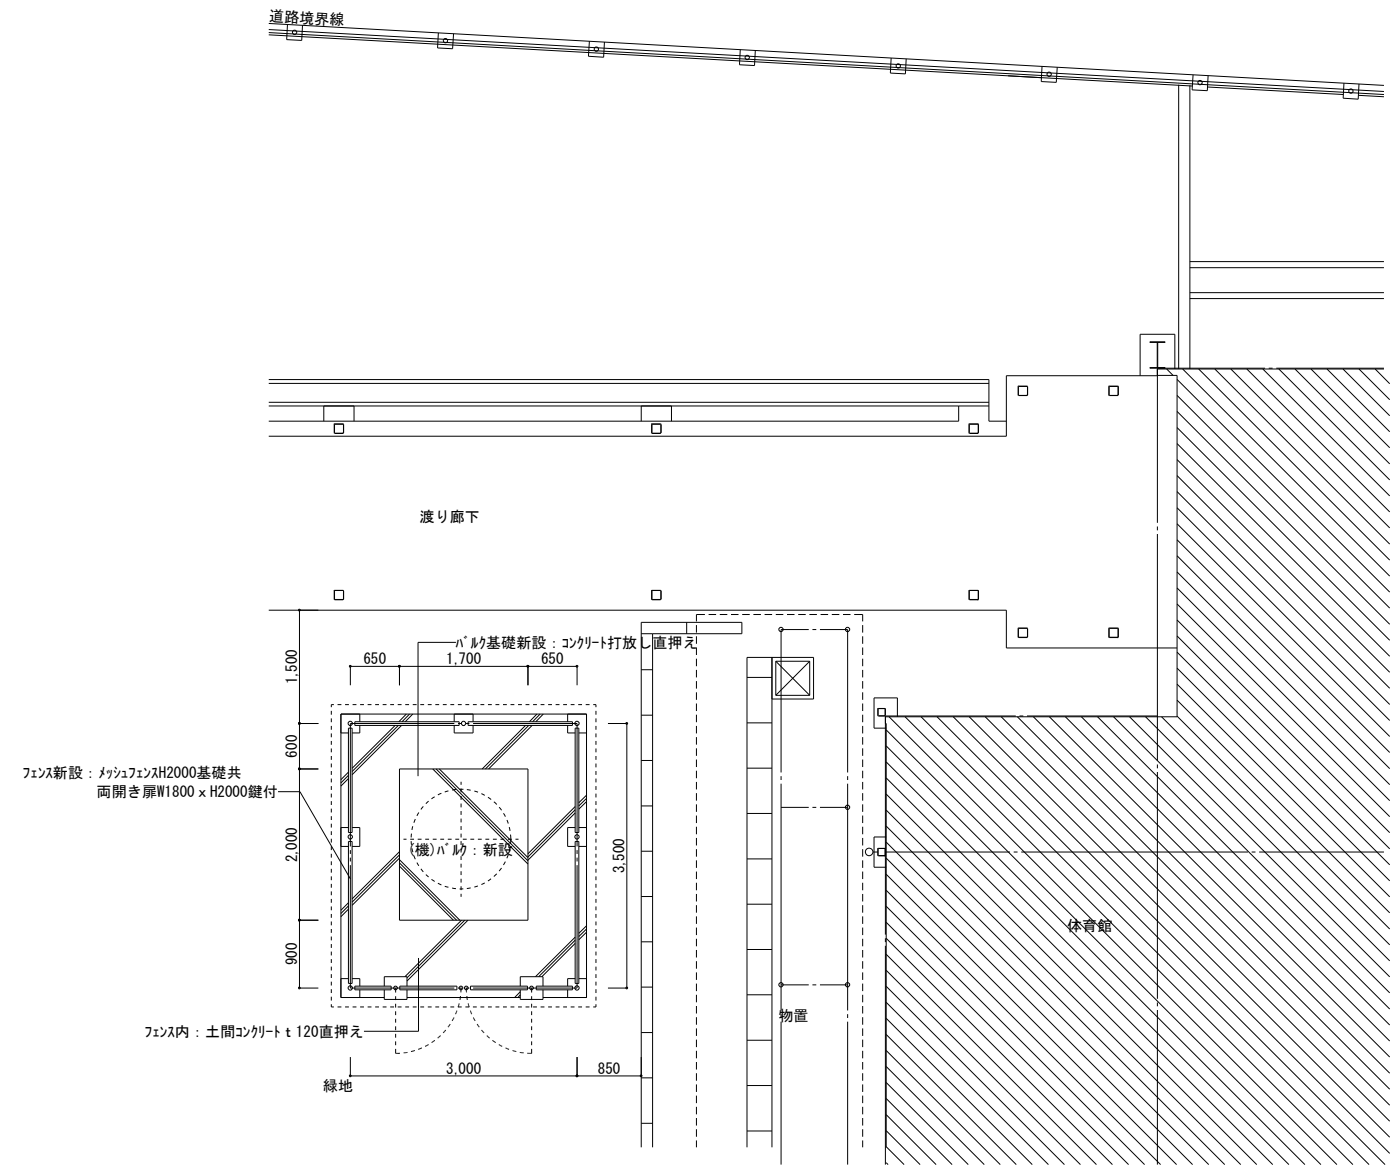 道路境界線
渡り廊下
ﾊﾞﾙｸ基礎新設：ｺﾝｸﾘｰﾄ打放し直押え
650
1,700
650
1,500
600
2,000
900
3,500
ﾌｪﾝｽ新設：ﾒｯｼｭﾌｪﾝｽH2000基礎共
両開き扉W1800ｘH2000鍵付
(機)ﾊﾞﾙｸ：新設
体育館
物置
ﾌｪﾝｽ内：土間ｺﾝｸﾘｰﾄｔ120直押え
3,000
850
緑地